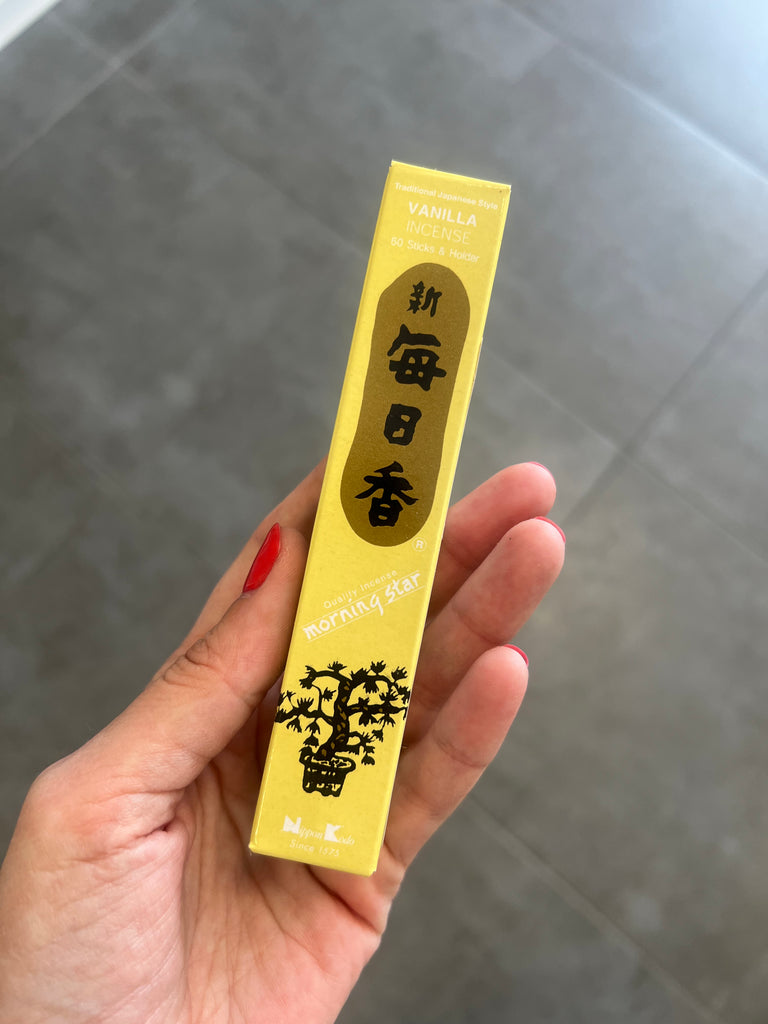 Traditional Japanese Style
VANILLA
INCENSE
50 Sticks & Holder
新
毎
日
香
®
Quality Incense
morning star
Nippon Kodo
Since 1575